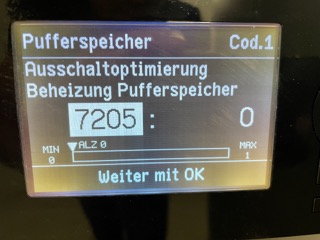 Pufferspeicher Cod.1
Ausschaltoptimierung
Beheizung Pufferspeicher
7205 : 0
MIN ALZ 0 MAX
0 1
Weiter mit OK